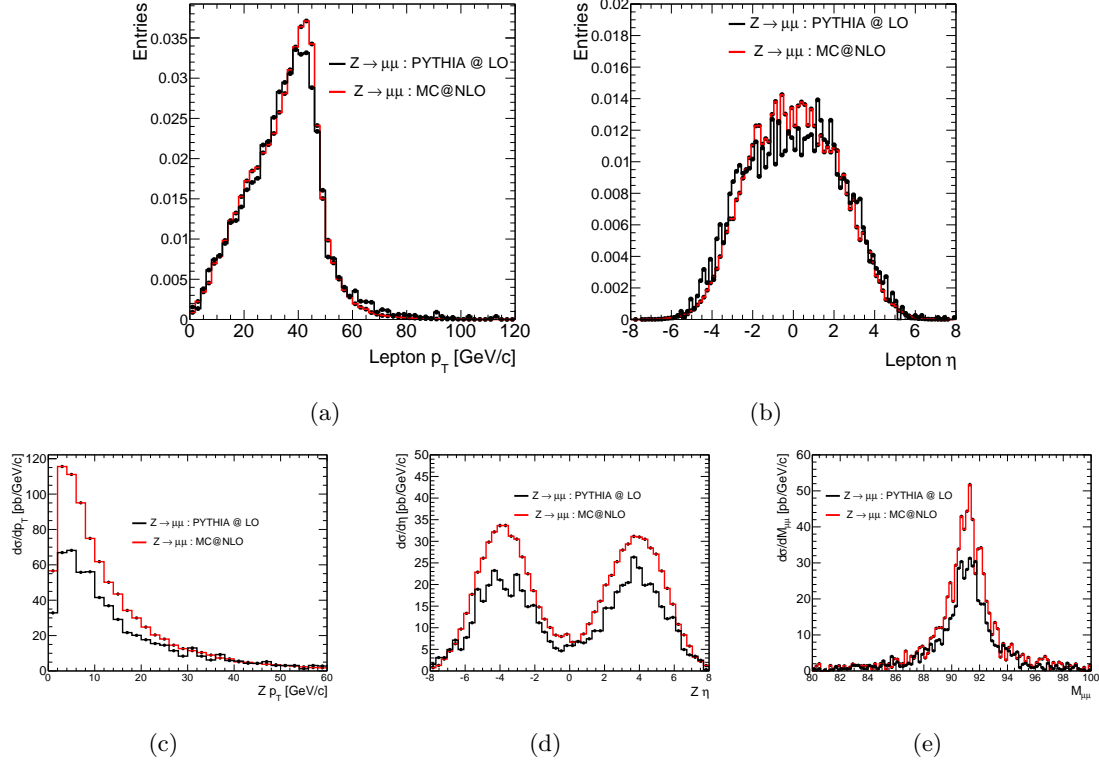 Entries
0.035
0.03
0.025
0.02
0.015
0.01
0.005
0
Z→μμ : PYTHIA @ LO
Z→μμ : MC@NLO
0 20 40 60 80 100 120
Lepton p_T [GeV/c]
(a)
Entries
0.02
0.018
0.016
0.014
0.012
0.01
0.008
0.006
0.004
0.002
0
Z→μμ : PYTHIA @ LO
Z→μμ : MC@NLO
-8 -6 -4 -2 0 2 4 6 8
Lepton η
(b)
dσ/dp_T [pb/GeV/c]
120
100
80
60
40
20
0
Z→μμ : PYTHIA @ LO
Z→μμ : MC@NLO
0 10 20 30 40 50 60
Z p_T [GeV/c]
(c)
dσ/dη [pb/GeV/c]
50
45
40
35
30
25
20
15
10
5
0
Z→μμ : PYTHIA @ LO
Z→μμ : MC@NLO
-8 -6 -4 -2 0 2 4 6 8
Z η
(d)
dσ/dM_μμ [pb/GeV/c]
60
50
40
30
20
10
0
Z→μμ : PYTHIA @ LO
Z→μμ : MC@NLO
80 82 84 86 88 90 92 94 96 98 100
M_μμ
(e)